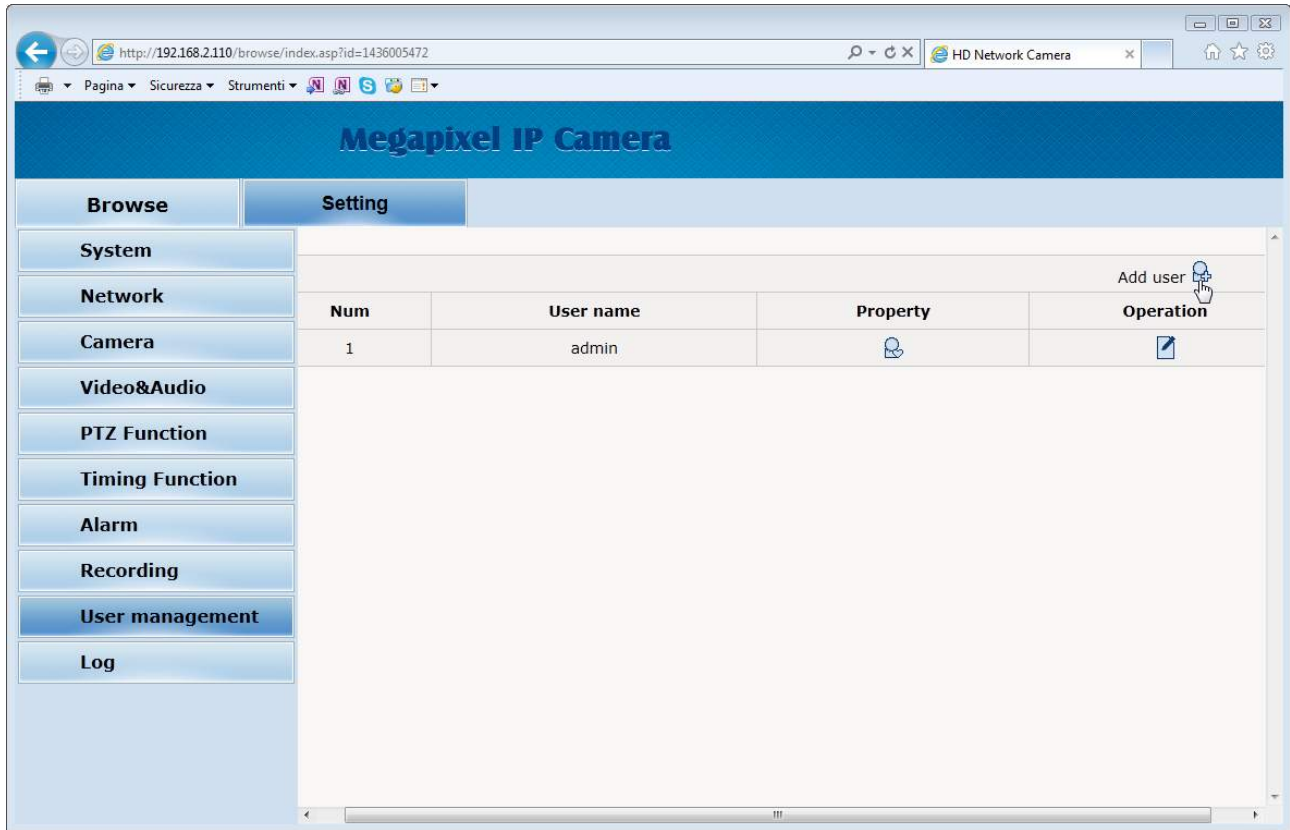 http://192.168.2.110/browse/index.asp?id=1436005472
HD Network Camera
Pagina Sicurezza Strumenti
Megapixel IP Camera
Browse Setting
System
Network
Camera
Video&Audio
PTZ Function
Timing Function
Alarm
Recording
User management
Log
Add user
Num User name Property Operation
1 admin